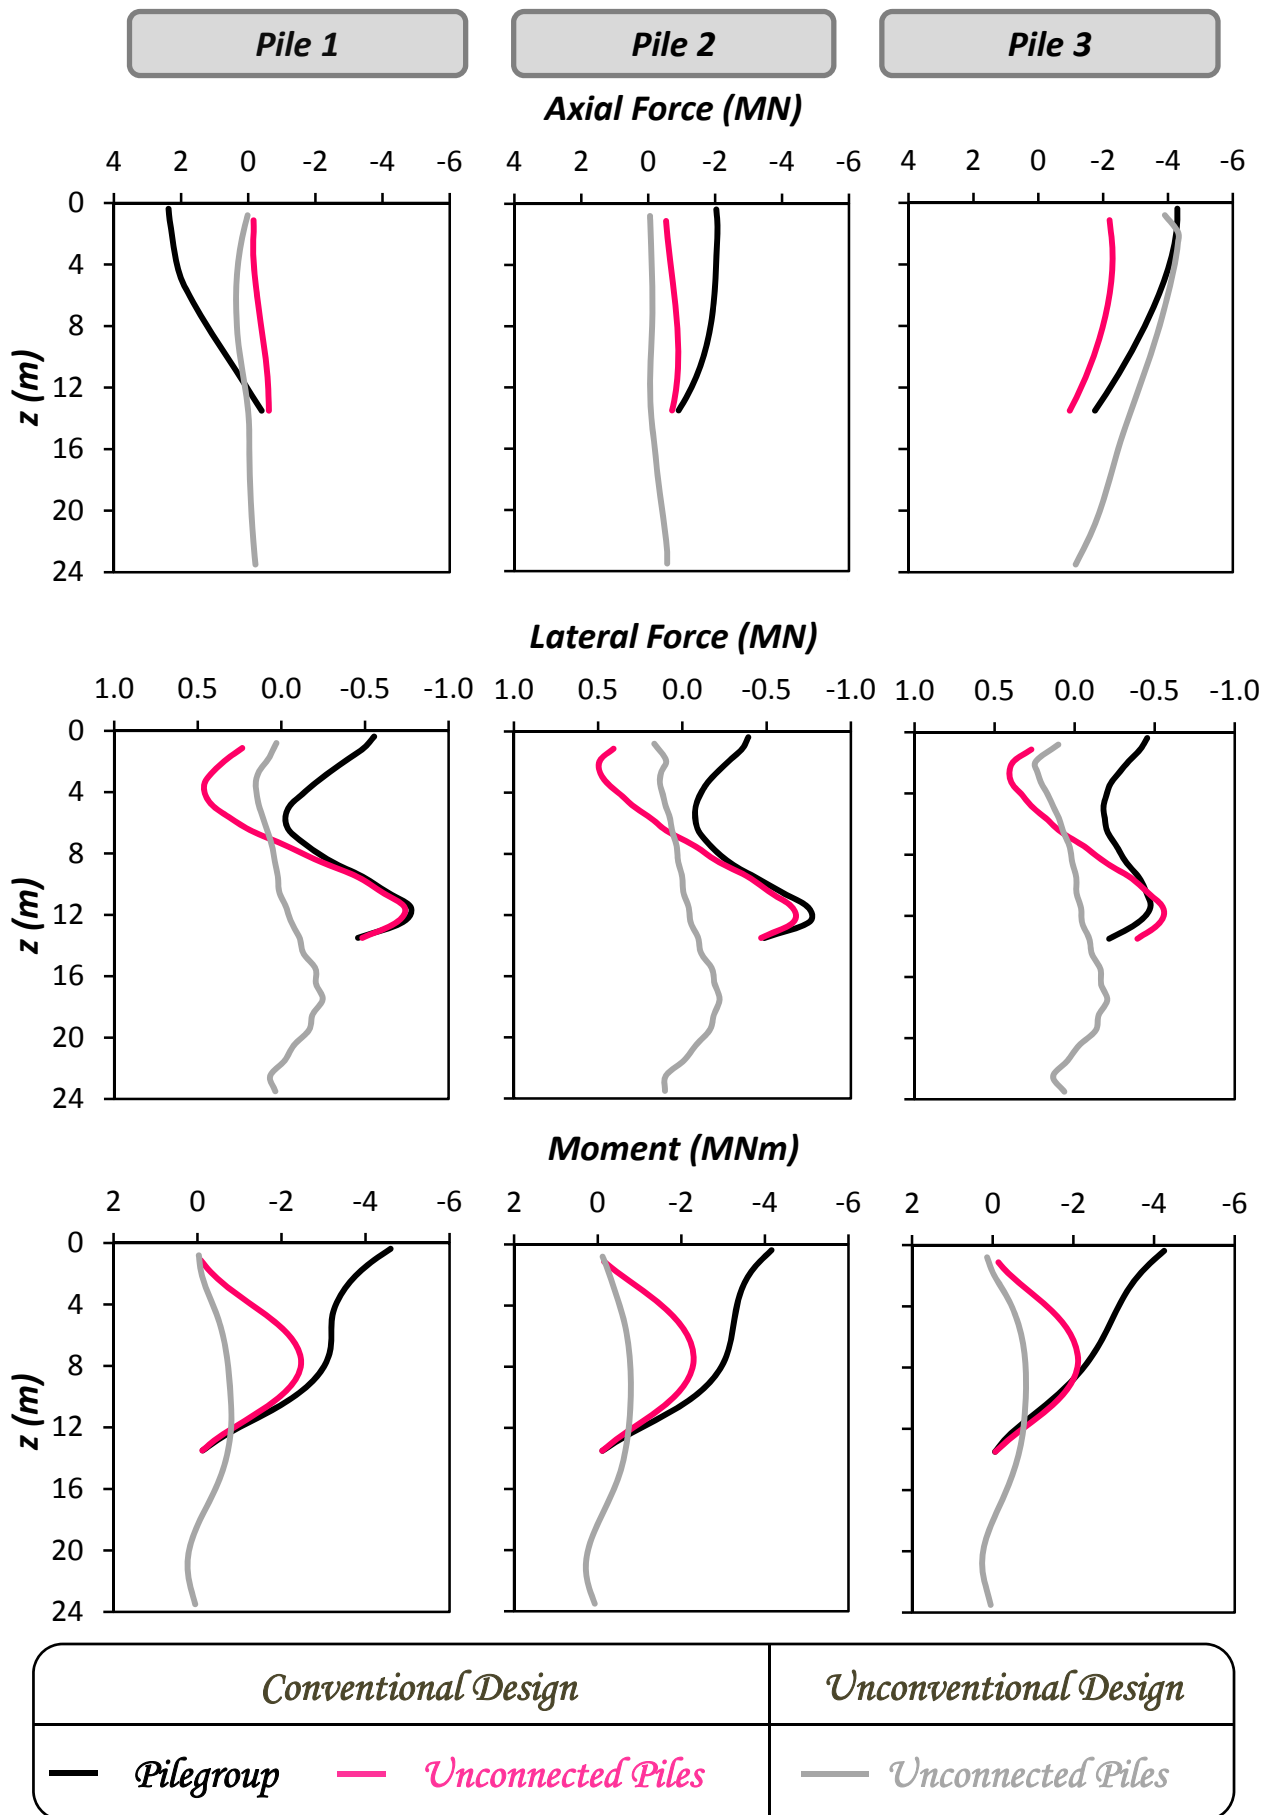 Pile 1 Pile 2 Pile 3
Axial Force (MN)
4 2 0 -2 -4 -6 4 2 0 -2 -4 -6 4 2 0 -2 -4 -6
0
4
8
12
16
20
24
z (m)
Lateral Force (MN)
1.0 0.5 0.0 -0.5 -1.0 1.0 0.5 0.0 -0.5 -1.0 1.0 0.5 0.0 -0.5 -1.0
0
4
8
12
16
20
24
z (m)
Moment (MNm)
2 0 -2 -4 -6 2 0 -2 -4 -6 2 0 -2 -4 -6
0
4
8
12
16
20
24
z (m)
Conventional Design Unconventional Design
Pilegroup Unconnected Piles Unconnected Piles